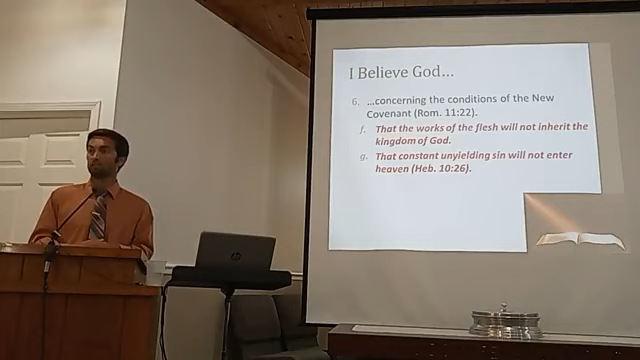 I Believe God...
6. ...concerning the conditions of the New
Covenant (Rom. 11:22).
f. That the works of the flesh will not inherit the
kingdom of God.
g. That constant unyielding sin will not enter
heaven (Heb. 10:26).
hp